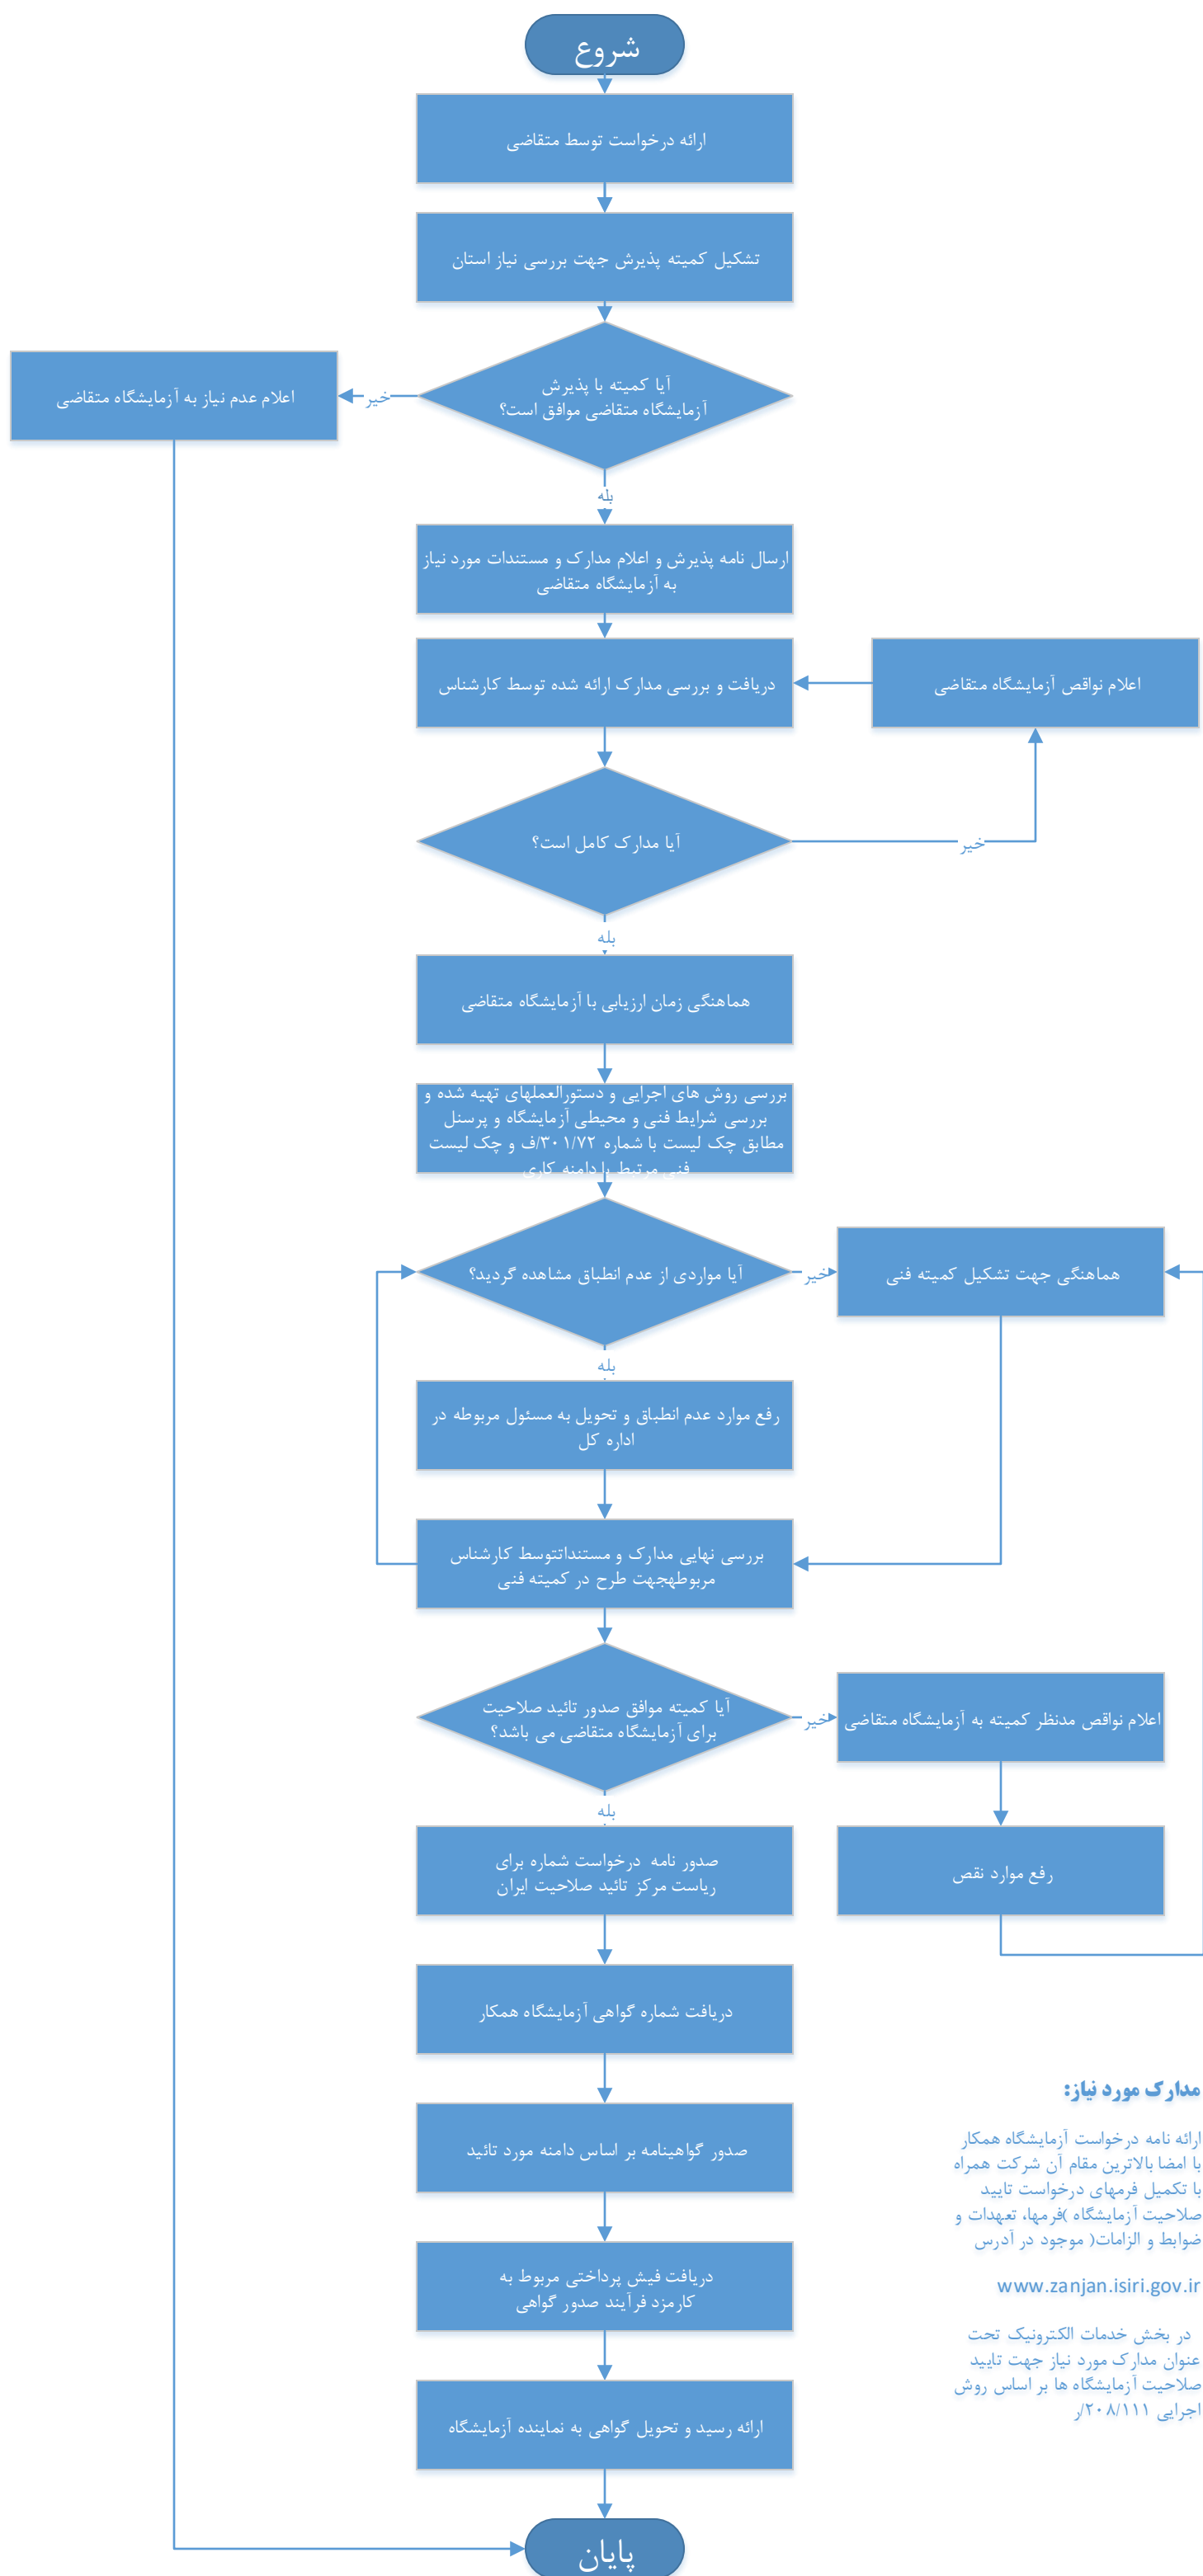 شروع
ارائه درخواست توسط متقاضی
تشکیل کمیته پذیرش جهت بررسی نیاز استان
آیا کمیته با پذیرش
آزمایشگاه متقاضی موافق است؟
خیر
اعلام عدم نیاز به آزمایشگاه متقاضی
بله
ارسال نامه پذیرش و اعلام مدارک و مستندات مورد نیاز
به آزمایشگاه متقاضی
دریافت و بررسی مدارک ارائه شده توسط کارشناس
اعلام نواقص آزمایشگاه متقاضی
آیا مدارک کامل است؟
خیر
بله
هماهنگی زمان ارزیابی با آزمایشگاه متقاضی
بررسی روش های اجرایی و دستورالعملهای تهیه شده و
بررسی شرایط فنی و محیطی آزمایشگاه و پرسنل
مطابق چک لیست با شماره ۳۰۱/۷۲/ف و چک لیست
فنی مرتبط با دامنه کاری
آیا مواردی از عدم انطباق مشاهده گردید؟
خیر
هماهنگی جهت تشکیل کمیته فنی
بله
رفع موارد عدم انطباق و تحویل به مسئول مربوطه در
اداره کل
بررسی نهایی مدارک و مستنداتتوسط کارشناس
مربوطهجهت طرح در کمیته فنی
آیا کمیته موافق صدور تائید صلاحیت
برای آزمایشگاه متقاضی می باشد؟
خیر
اعلام نواقص مدنظر کمیته به آزمایشگاه متقاضی
بله
صدور نامه درخواست شماره برای
ریاست مرکز تائید صلاحیت ایران
رفع موارد نقص
دریافت شماره گواهی آزمایشگاه همکار
صدور گواهینامه بر اساس دامنه مورد تائید
دریافت فیش پرداختی مربوط به
کارمزد فرآیند صدور گواهی
ارائه رسید و تحویل گواهی به نماینده آزمایشگاه
پایان
مدارک مورد نیاز:
ارائه نامه درخواست آزمایشگاه همکار
با امضا بالاترین مقام آن شرکت همراه
با تکمیل فرمهای درخواست تایید
صلاحیت آزمایشگاه )فرمها، تعهدات و
ضوابط و الزامات( موجود در آدرس
www.zanjan.isiri.gov.ir
در بخش خدمات الکترونیک تحت
عنوان مدارک مورد نیاز جهت تایید
صلاحیت آزمایشگاه ها بر اساس روش
اجرایی ۲۰۸/۱۱۱/ر